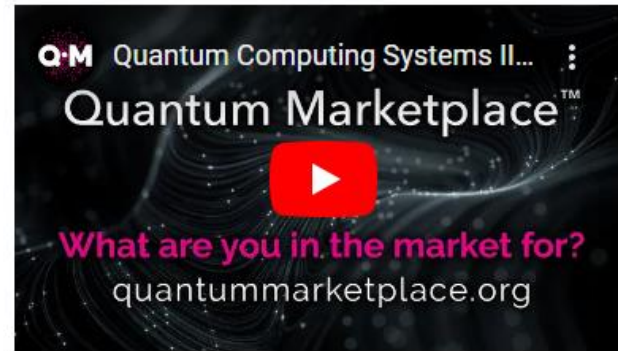 Q·M Quantum Computing Systems II...
Quantum Marketplace™
What are you in the market for?
quantummarketplace.org